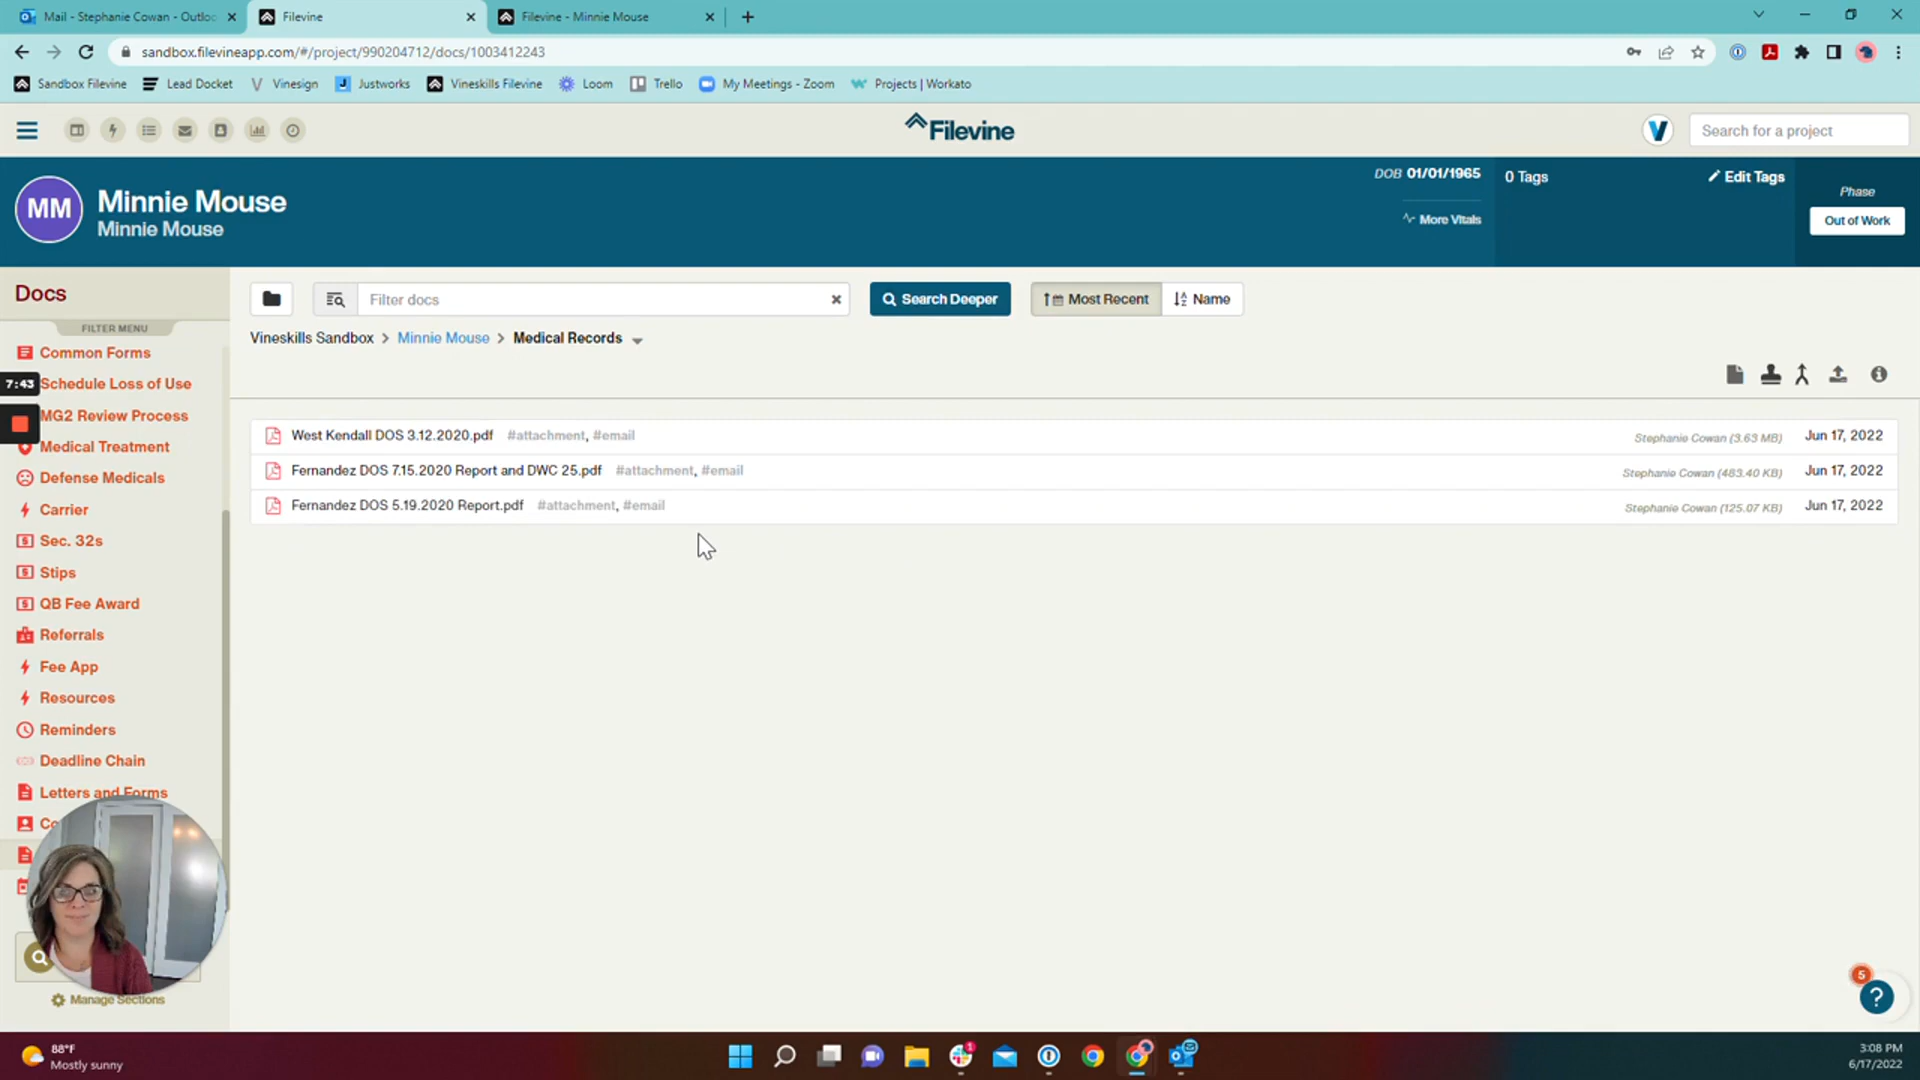 Mail - Stephanie Cowan - Outloo
Filevine
Filevine - Minnie Mouse
sandbox.filevineapp.com/#/project/990204712/docs/1003412243
Sandbox Filevine
Lead Docket
Vinesign
Justworks
Vineskills Filevine
Loom
Trello
My Meetings - Zoom
Projects | Workato
Filevine
Search for a project
MM
Minnie Mouse
Minnie Mouse
DOB 01/01/1965
More Vitals
0 Tags
Edit Tags
Phase
Out of Work
Docs
FILTER MENU
Common Forms
7:43
Schedule Loss of Use
MG2 Review Process
Medical Treatment
Defense Medicals
Carrier
Sec. 32s
Stips
QB Fee Award
Referrals
Fee App
Resources
Reminders
Deadline Chain
Letters and Forms
Co
Manage Sections
Filter docs
Search Deeper
Most Recent
Name
Vineskills Sandbox > Minnie Mouse > Medical Records
West Kendall DOS 3.12.2020.pdf #attachment, #email Stephanie Cowan (3.63 MB) Jun 17, 2022
Fernandez DOS 7.15.2020 Report and DWC 25.pdf #attachment, #email Stephanie Cowan (483.40 KB) Jun 17, 2022
Fernandez DOS 5.19.2020 Report.pdf #attachment, #email Stephanie Cowan (125.07 KB) Jun 17, 2022
5
?
88°F
Mostly sunny
1
3:08 PM
6/17/2022